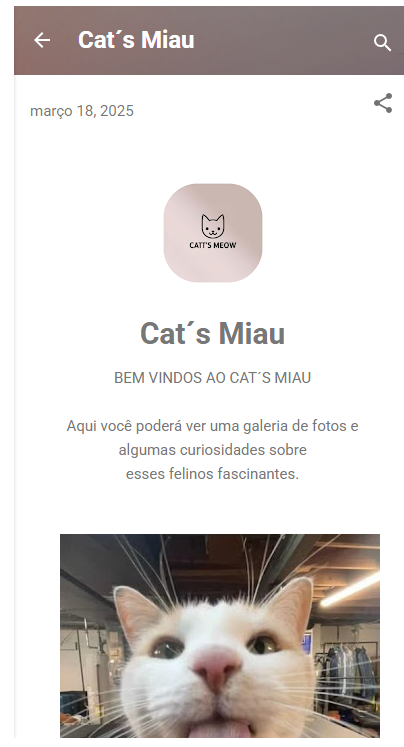 Cat´s Miau
março 18, 2025
CATT'S MEOW
Cat´s Miau
BEM VINDOS AO CAT´S MIAU
Aqui você poderá ver uma galeria de fotos e
algumas curiosidades sobre
esses felinos fascinantes.